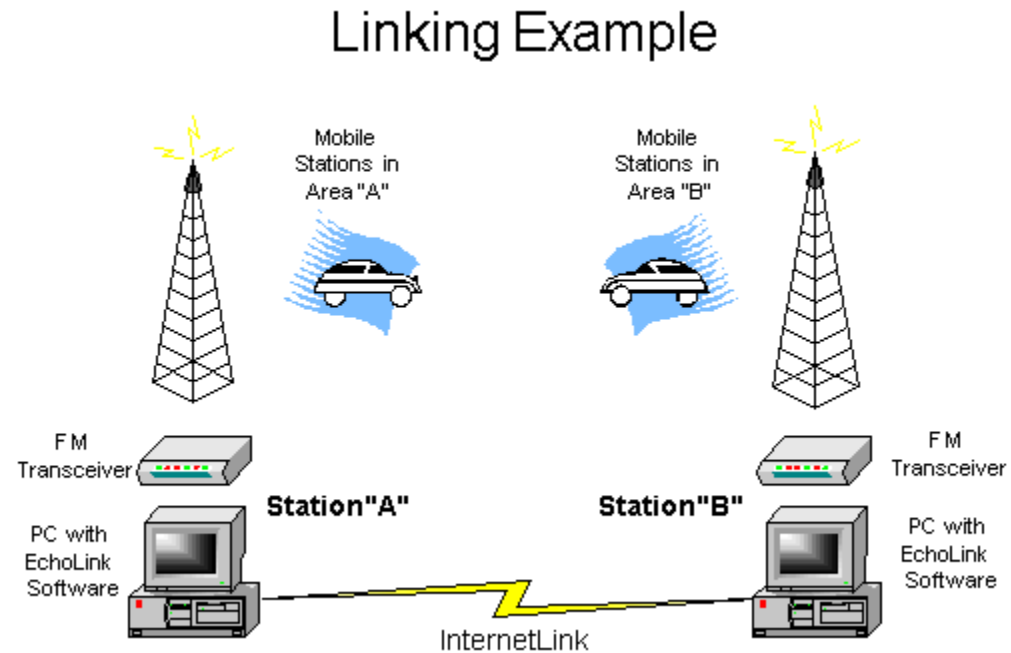 Linking Example
Mobile
Stations in
Area "A"
Mobile
Stations in
Area "B"
FM
Transceiver
FM
Transceiver
Station"A"
Station"B"
PC with
EchoLink
Software
PC with
EchoLink
Software
InternetLink